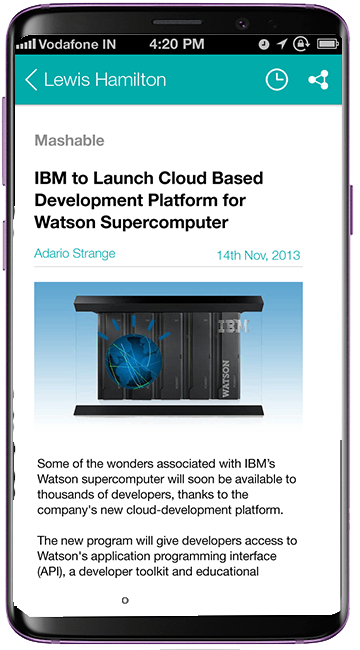 Vodafone IN 4:20 PM
Lewis Hamilton
Mashable
IBM to Launch Cloud Based
Development Platform for
Watson Supercomputer
Adario Strange 14th Nov, 2013
IBM
WATSON
Some of the wonders associated with IBM's
Watson supercomputer will soon be available to
thousands of developers, thanks to the
company's new cloud-development platform.
The new program will give developers access to
Watson's application programming interface
(API), a developer toolkit and educational